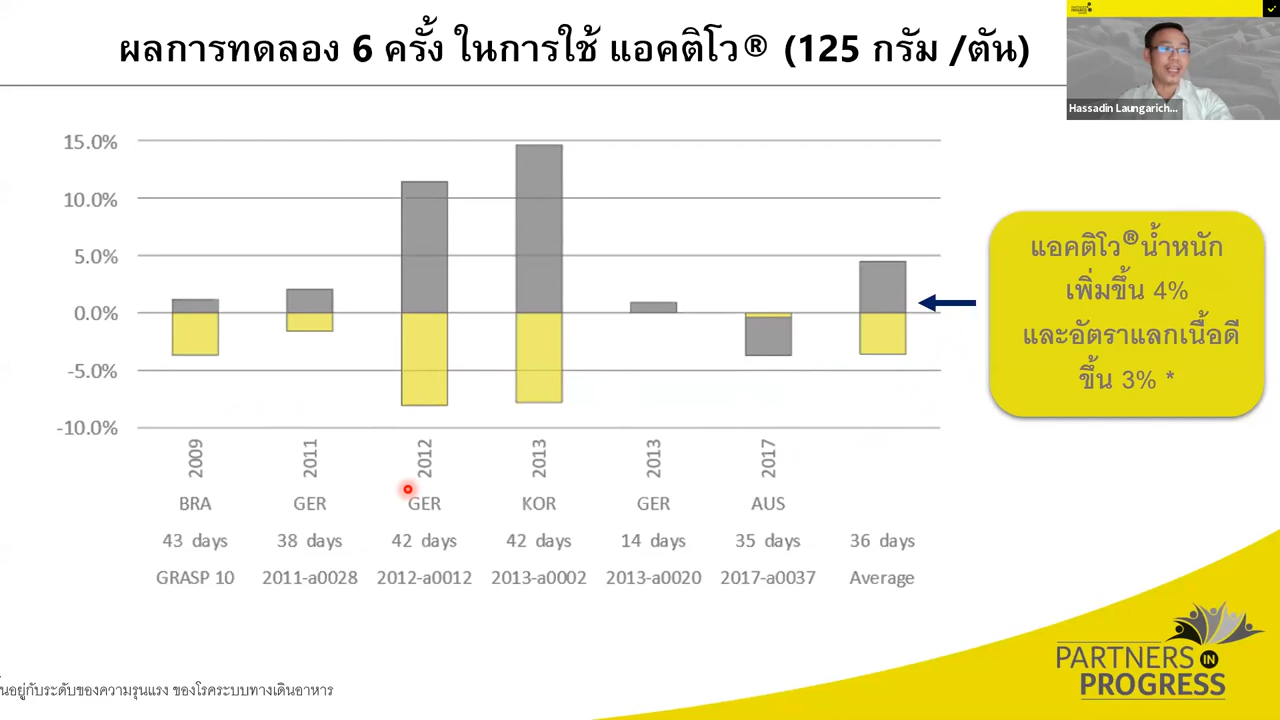 ผลการทดลอง 6 ครั้ง ในการใช้ แอคติโว® (125 กรัม /ตัน)
Hassadin Laungarich...
15.0%
10.0%
5.0%
0.0%
-5.0%
-10.0%
แอคติโว®น้ำหนัก
เพิ่มขึ้น 4%
และอัตราแลกเนื้อดี
ขึ้น 3% *
2009 2011 2012 2013 2013 2017
BRA GER GER KOR GER AUS
43 days 38 days 42 days 42 days 14 days 35 days 36 days
GRASP 10 2011-a0028 2012-a0012 2013-a0002 2013-a0020 2017-a0037 Average
ขึ้นอยู่กับระดับของความรุนแรง ของโรคระบบทางเดินอาหาร
PARTNERS IN
PROGRESS